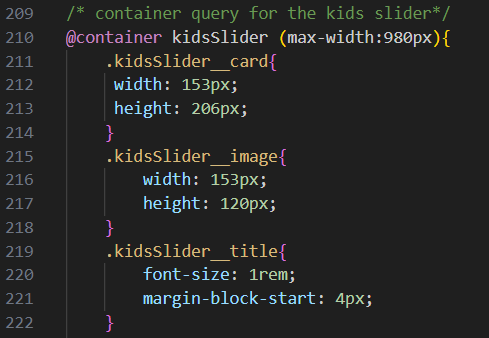 209 /* container query for the kids slider*/
210 @container kidsSlider (max-width:980px){
211 .kidsSlider__card{
212 width: 153px;
213 height: 206px;
214 }
215 .kidsSlider__image{
216 width: 153px;
217 height: 120px;
218 }
219 .kidsSlider__title{
220 font-size: 1rem;
221 margin-block-start: 4px;
222 }